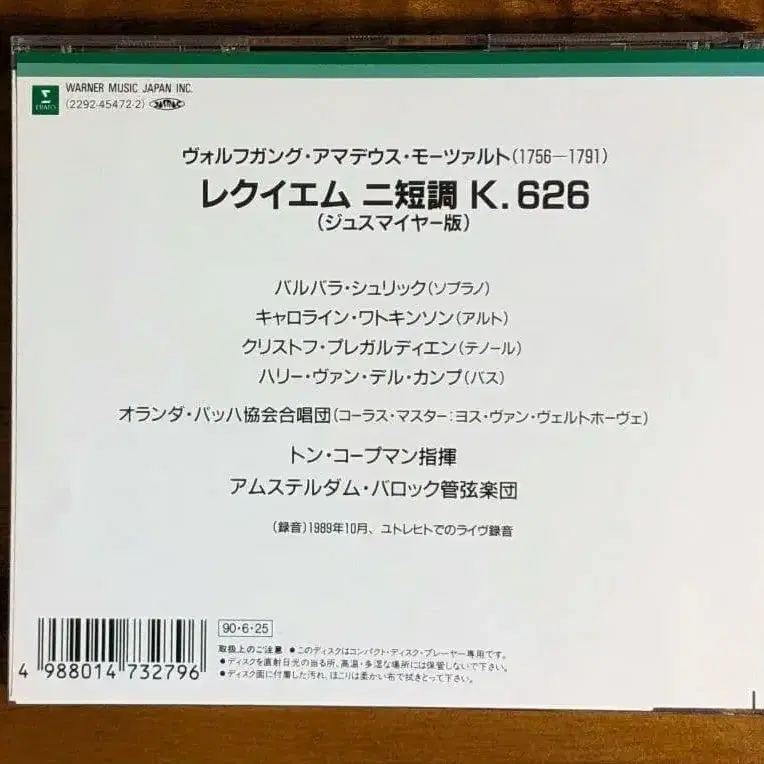 WARNER MUSIC JAPAN INC.
ERATO
(2292-45472-2) JASRAC
ヴォルフガング・アマデウス・モーツァルト(1756—1791)
レクイエム ニ短調 K. 626
(ジュスマイヤー版)
バルバラ・シュリック(ソプラノ)
キャロライン・ワトキンソン(アルト)
クリストフ・プレガルディエン(テノール)
ハリー・ヴァン・デル・カンプ(バス)
オランダ・バッハ協会合唱団(コーラス・マスター:ヨス・ヴァン・ヴェルトホーヴェ)
トン・コープマン指揮
アムステルダム・バロック管弦楽団
(録音)1989年10月、ユトレヒトでのライヴ録音
90・6・25
取扱上のご注意 ●このディスクはコンパクト・ディスク・プレーヤー専用です。
●ディスクを直射日光の当る所、高温・多湿な場所には保管しないで下さい。
●ディスク面に付着した汚れ、ほこりは柔かい布で拭きとって下さい。
4 988014 732796